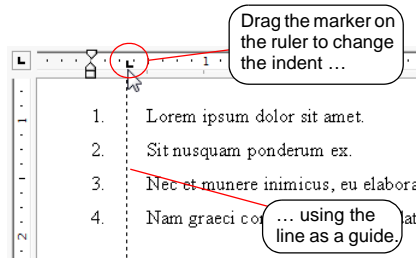 Drag the marker on
the ruler to change
the indent …
1
1. Lorem ipsum dolor sit amet.
2. Sit nusquam ponderum ex.
3. Nec et munere inimicus, eu elabora
4. Nam graeci co
… using the
line as a guide.
1
2